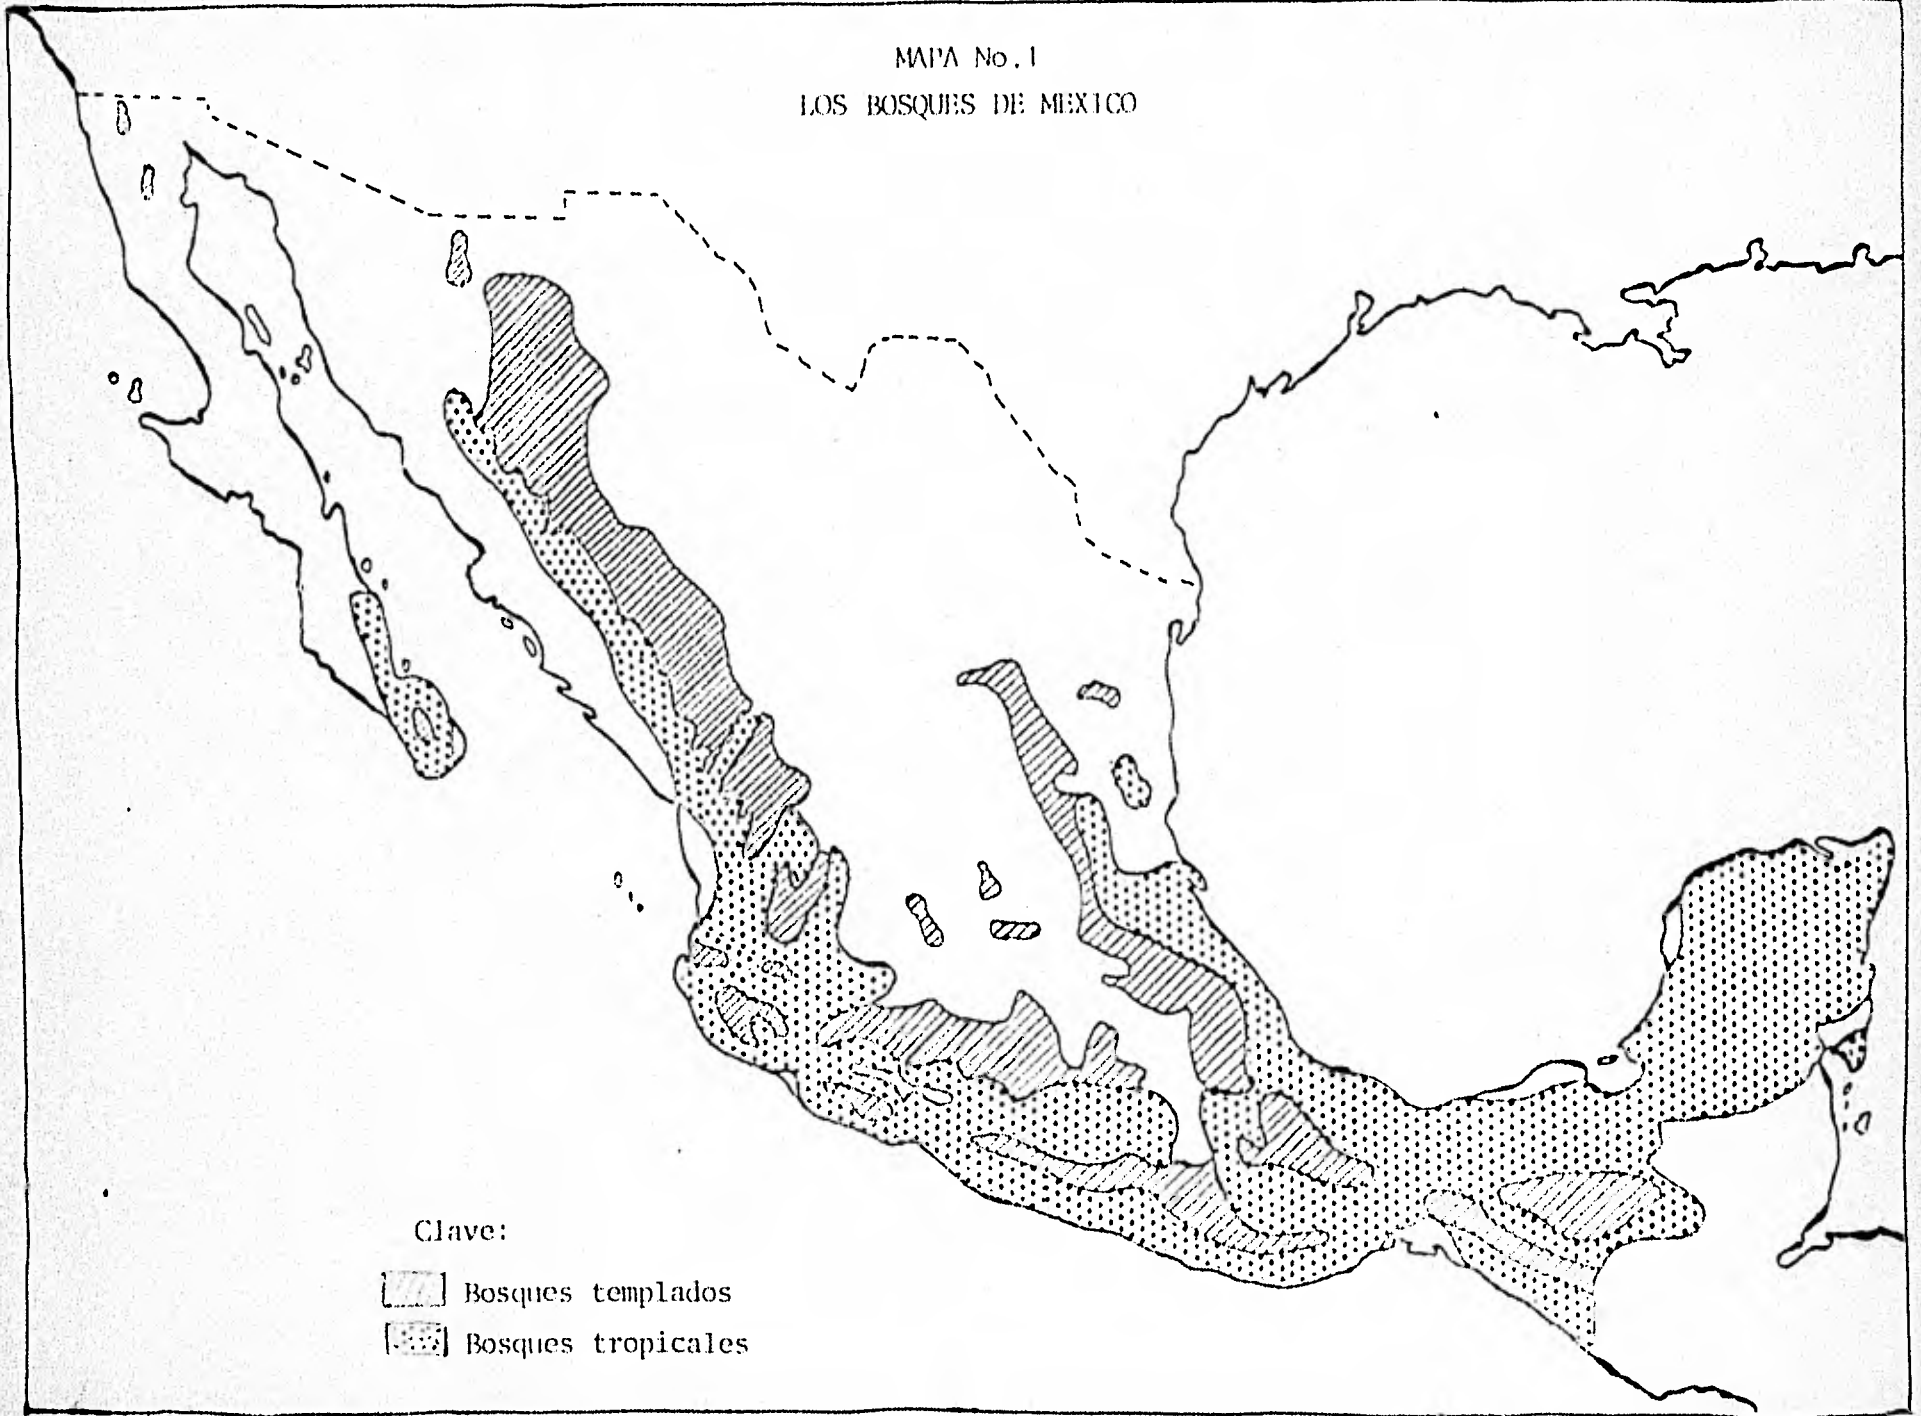 MAPA No.1
LOS BOSQUES DE MEXICO
Clave:
Bosques templados
Bosques tropicales